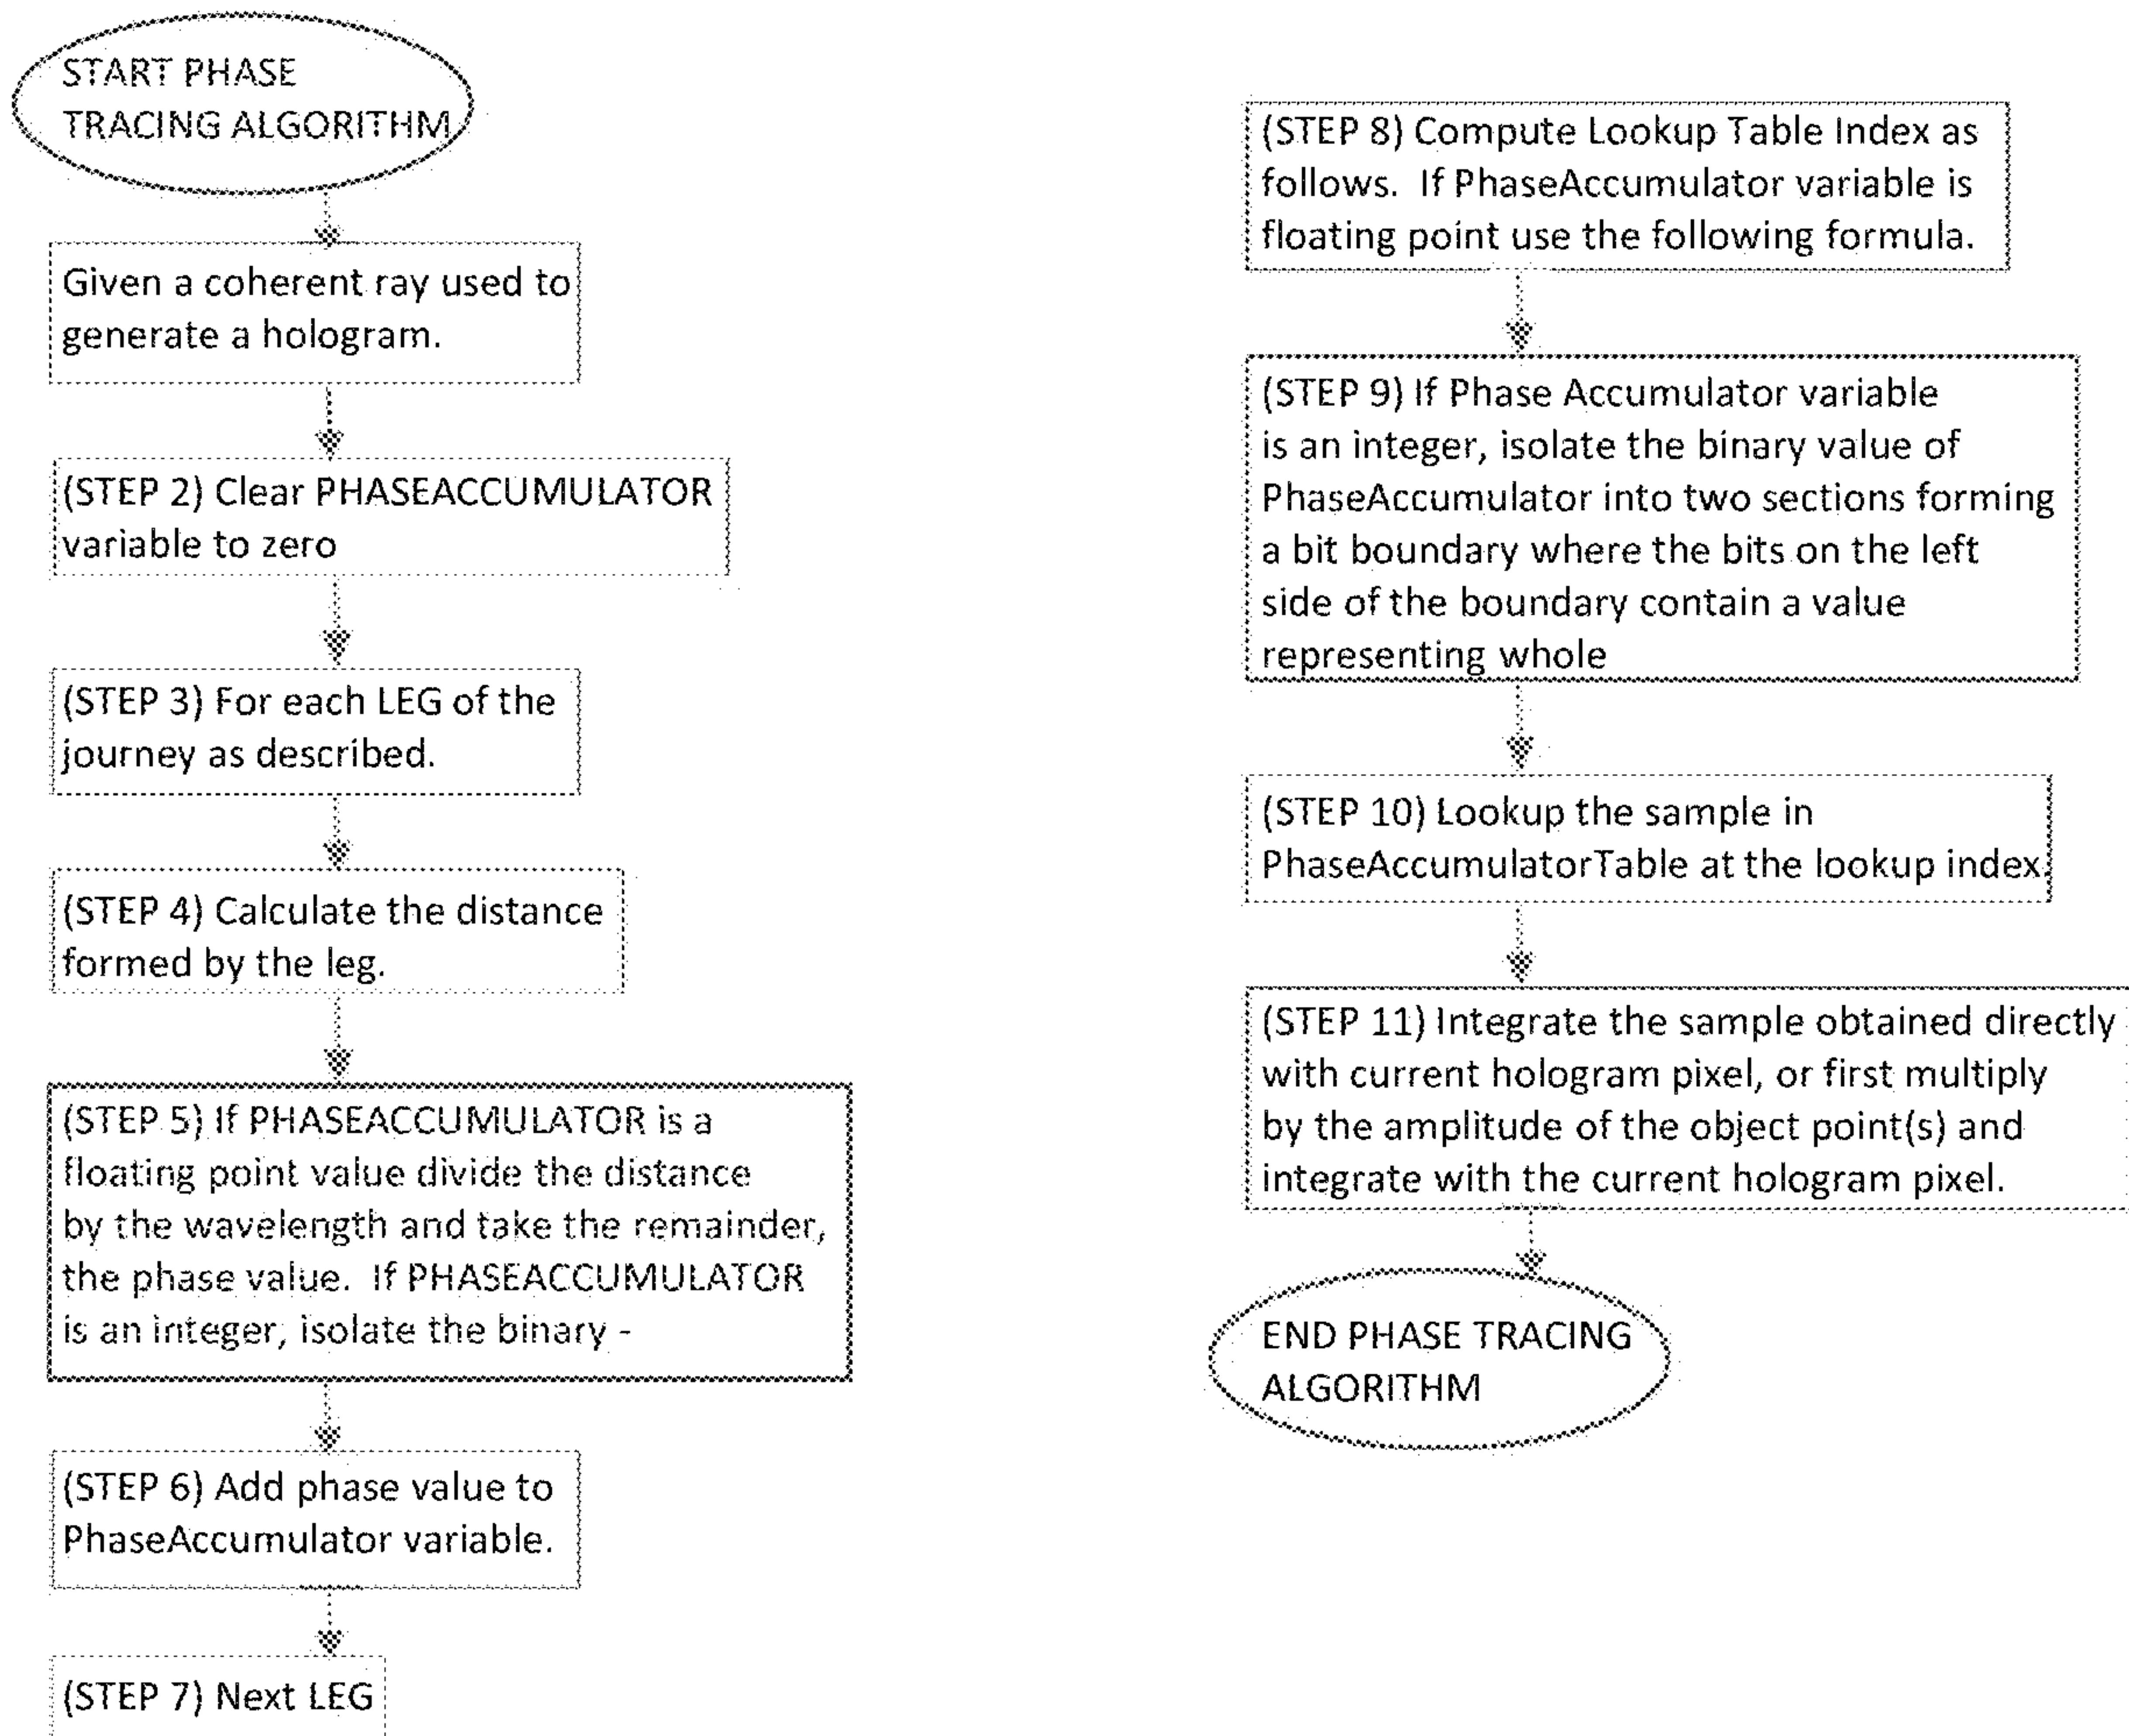 START PHASE
TRACING ALGORITHM
Given a coherent ray used to
generate a hologram.
(STEP 2) Clear PHASEACCUMULATOR
variable to zero
(STEP 3) For each LEG of the
journey as described.
(STEP 4) Calculate the distance
formed by the leg.
(STEP 5) If PHASEACCUMULATOR is a
floating point value divide the distance
by the wavelength and take the remainder,
the phase value. If PHASEACCUMULATOR
is an integer, isolate the binary -
(STEP 6) Add phase value to
PhaseAccumulator variable.
(STEP 7) Next LEG
(STEP 8) Compute Lookup Table Index as
follows. If PhaseAccumulator variable is
floating point use the following formula.
(STEP 9) If Phase Accumulator variable
is an integer, isolate the binary value of
PhaseAccumulator into two sections forming
a bit boundary where the bits on the left
side of the boundary contain a value
representing whole
(STEP 10) Lookup the sample in
PhaseAccumulatorTable at the lookup index.
(STEP 11) Integrate the sample obtained directly
with current hologram pixel, or first multiply
by the amplitude of the object point(s) and
integrate with the current hologram pixel.
END PHASE TRACING
ALGORITHM